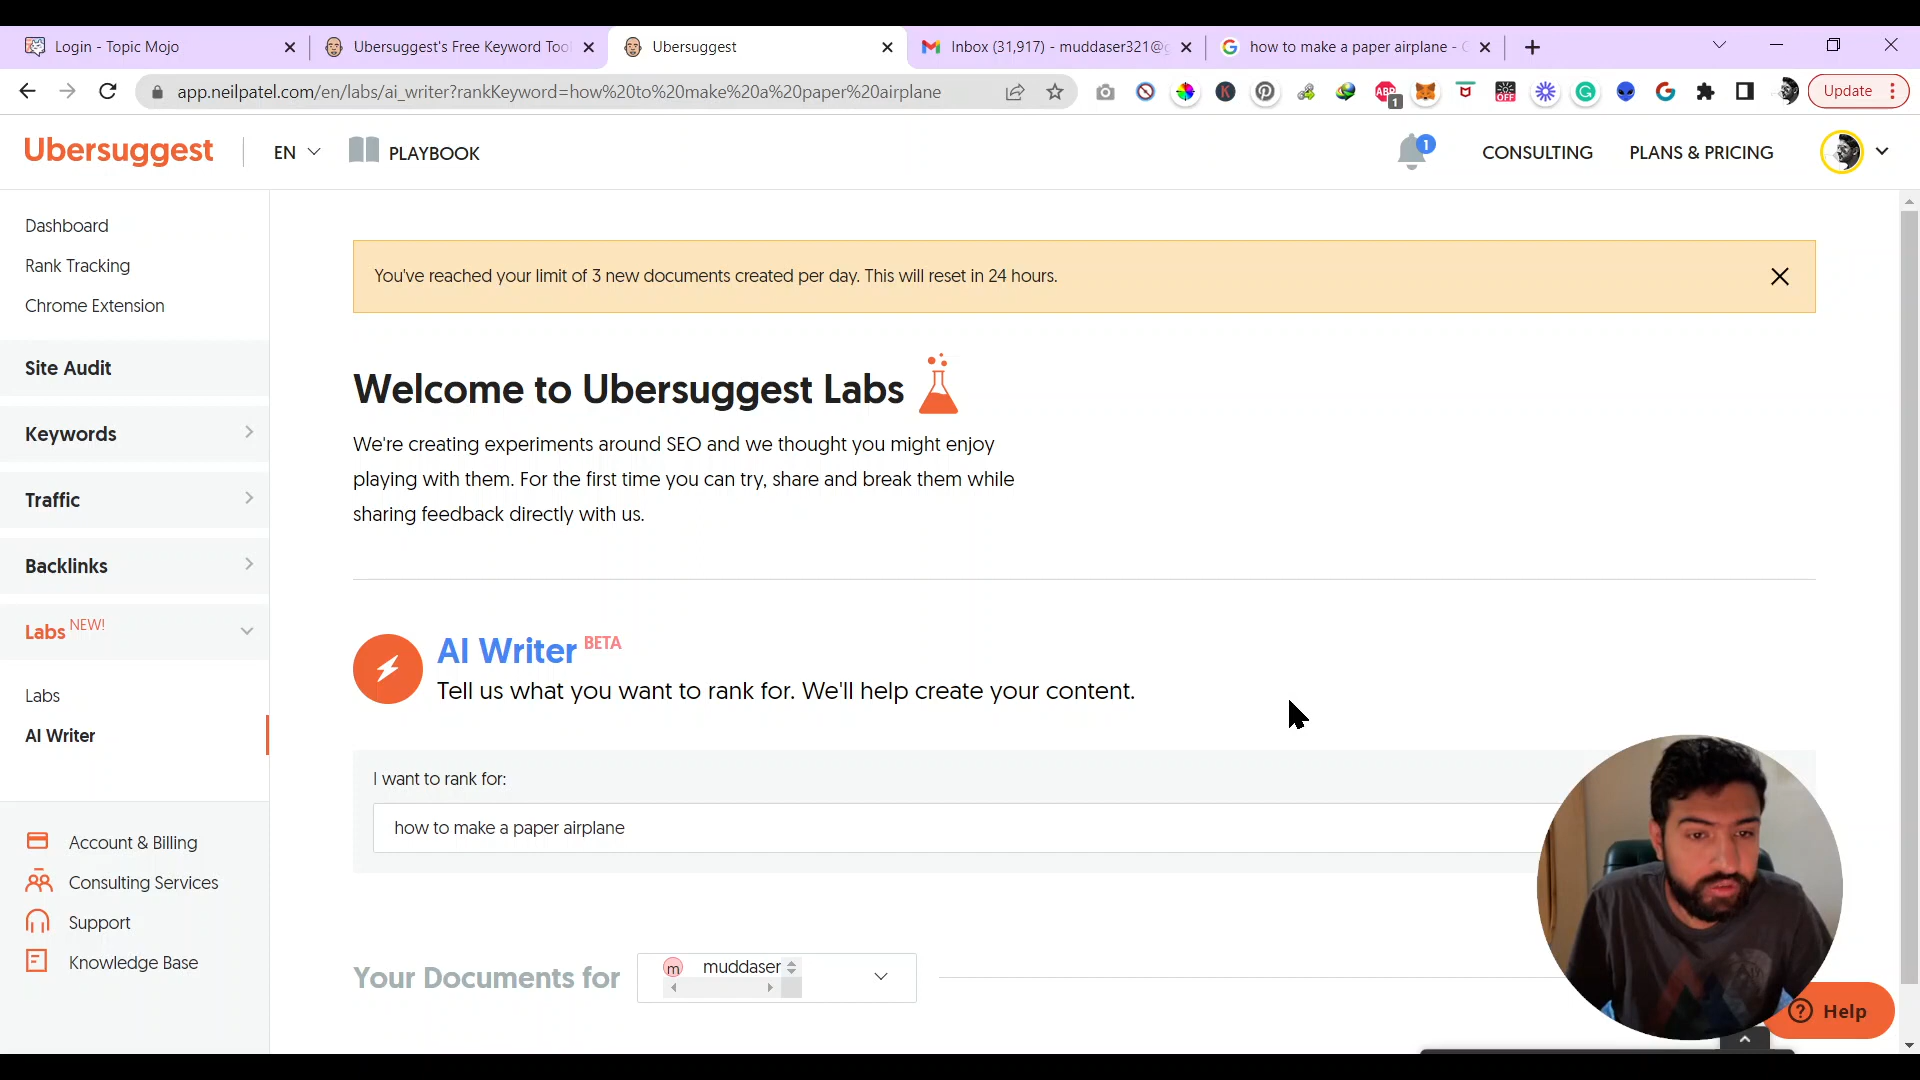 Login - Topic Mojo
Ubersuggest's Free Keyword Tool
Ubersuggest
Inbox (31,917) - muddaser321@g
how to make a paper airplane -
app.neilpatel.com/en/labs/ai_writer?rankKeyword=how%20to%20make%20a%20paper%20airplane
ABP
1
OFF
Update
Ubersuggest
EN
PLAYBOOK
1
CONSULTING
PLANS & PRICING
Dashboard
Rank Tracking
Chrome Extension
Site Audit
Keywords
Traffic
Backlinks
Labs NEW!
Labs
AI Writer
Account & Billing
Consulting Services
Support
Knowledge Base
You've reached your limit of 3 new documents created per day. This will reset in 24 hours.
Welcome to Ubersuggest Labs
We're creating experiments around SEO and we thought you might enjoy
playing with them. For the first time you can try, share and break them while
sharing feedback directly with us.
AI Writer BETA
Tell us what you want to rank for. We'll help create your content.
I want to rank for:
how to make a paper airplane
Your Documents for
m muddaser
Help